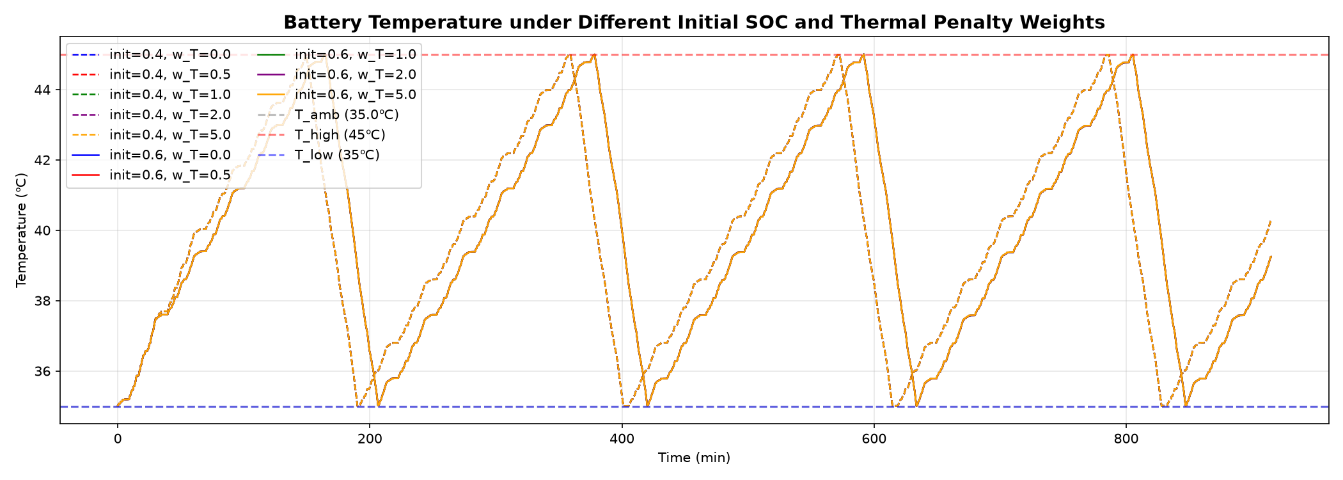 Battery Temperature under Different Initial SOC and Thermal Penalty Weights
init=0.4, w_T=0.0
init=0.4, w_T=0.5
init=0.4, w_T=1.0
init=0.4, w_T=2.0
init=0.4, w_T=5.0
init=0.6, w_T=0.0
init=0.6, w_T=0.5
init=0.6, w_T=1.0
init=0.6, w_T=2.0
init=0.6, w_T=5.0
T_amb (35.0℃)
T_high (45℃)
T_low (35℃)
Temperature (℃)
44
42
40
38
36
0
200
400
600
800
Time (min)